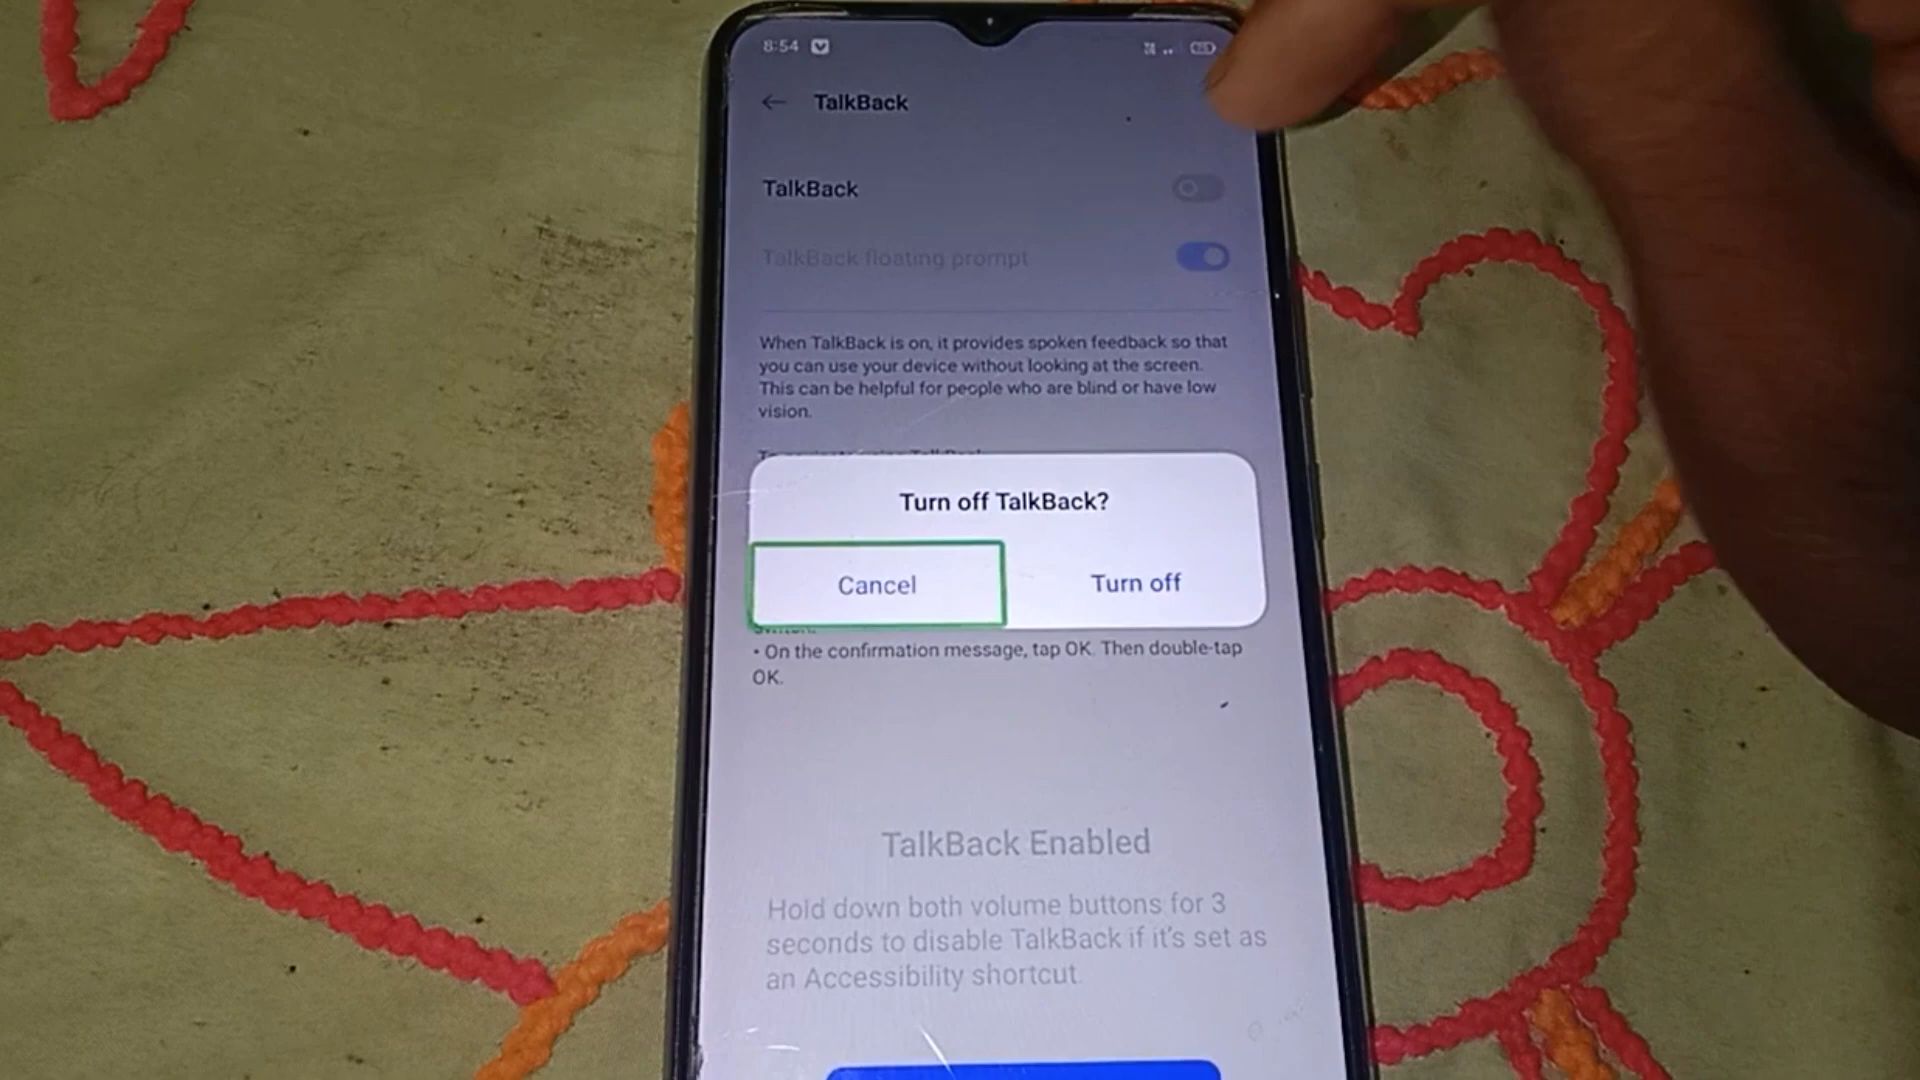 8:54
TalkBack
TalkBack
TalkBack floating prompt
When TalkBack is on, it provides spoken feedback so that
you can use your device without looking at the screen.
This can be helpful for people who are blind or have low
vision.
Turn off TalkBack?
Cancel
Turn off
• On the confirmation message, tap OK. Then double-tap
OK.
TalkBack Enabled
Hold down both volume buttons for 3
seconds to disable TalkBack if it's set as
an Accessibility shortcut.